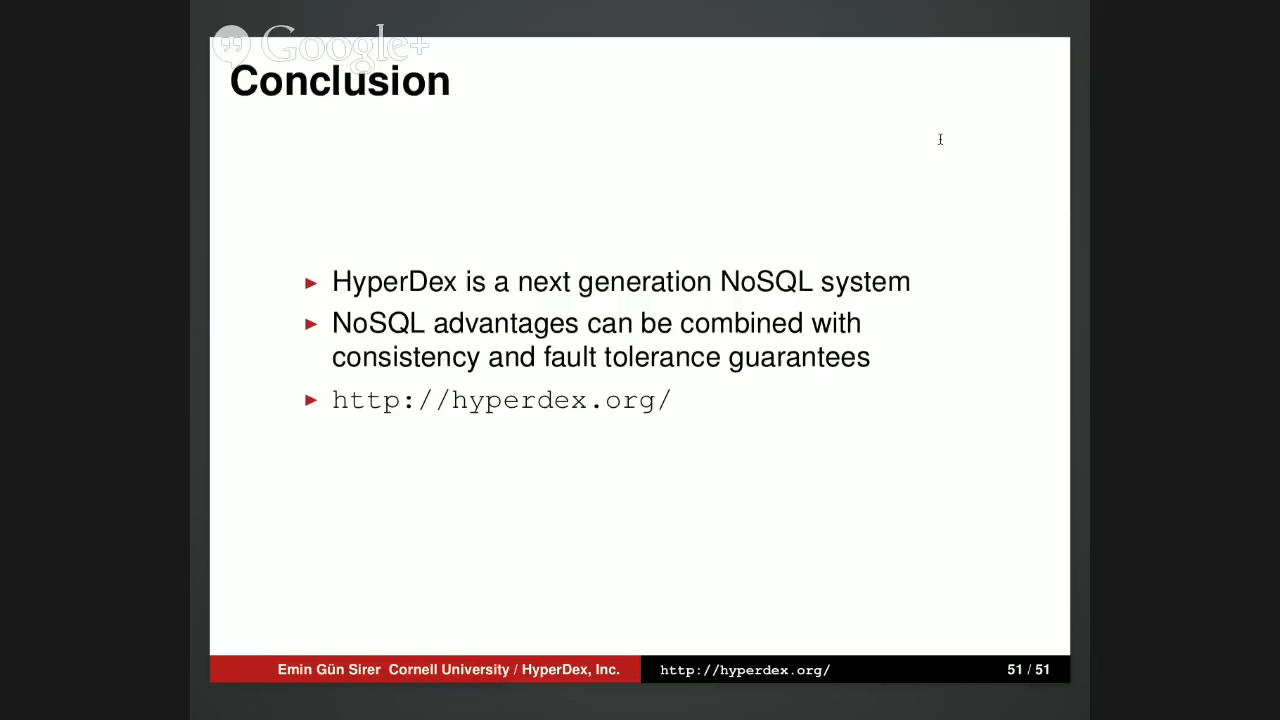 Google+
Conclusion
HyperDex is a next generation NoSQL system
NoSQL advantages can be combined with
consistency and fault tolerance guarantees
http://hyperdex.org/
Emin Gün Sirer Cornell University / HyperDex, Inc. http://hyperdex.org/ 51 / 51